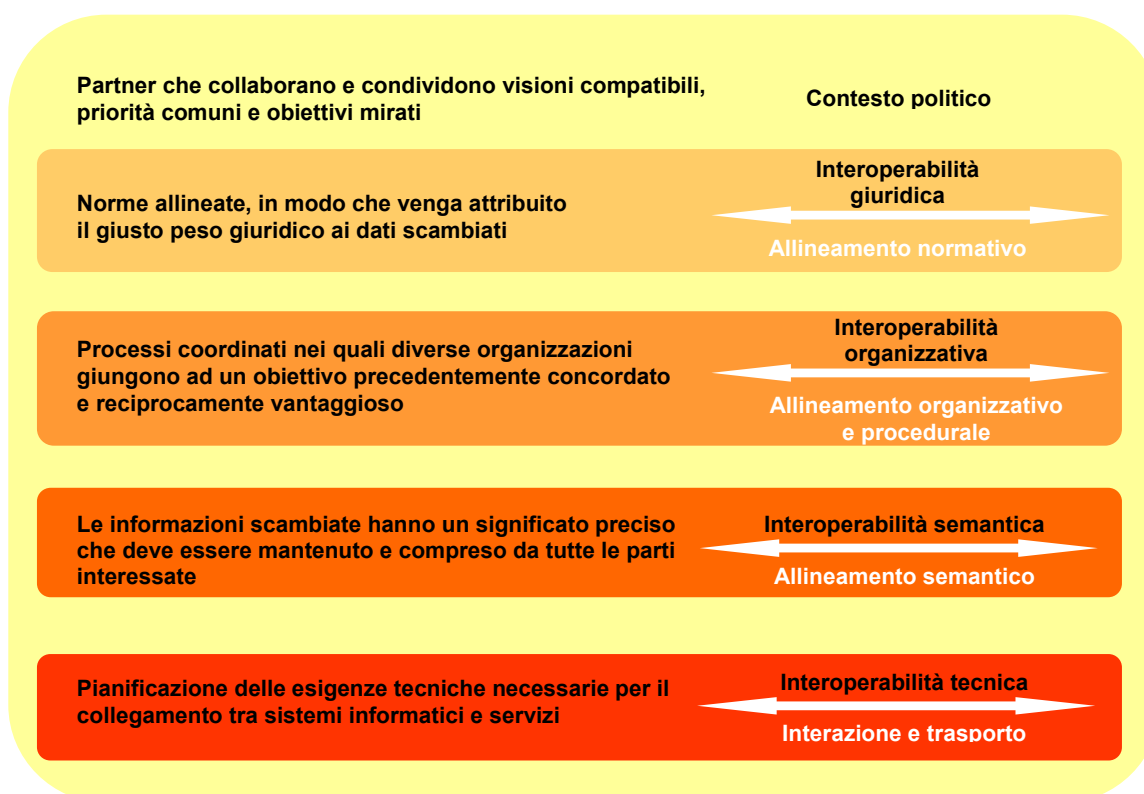 Partner che collaborano e condividono visioni compatibili,
priorità comuni e obiettivi mirati
Contesto politico
Norme allineate, in modo che venga attribuito
il giusto peso giuridico ai dati scambiati
Interoperabilità
giuridica
Allineamento normativo
Processi coordinati nei quali diverse organizzazioni
giungono ad un obiettivo precedentemente concordato
e reciprocamente vantaggioso
Interoperabilità
organizzativa
Allineamento organizzativo
e procedurale
Le informazioni scambiate hanno un significato preciso
che deve essere mantenuto e compreso da tutte le parti
interessate
Interoperabilità semantica
Allineamento semantico
Pianificazione delle esigenze tecniche necessarie per il
collegamento tra sistemi informatici e servizi
Interoperabilità tecnica
Interazione e trasporto